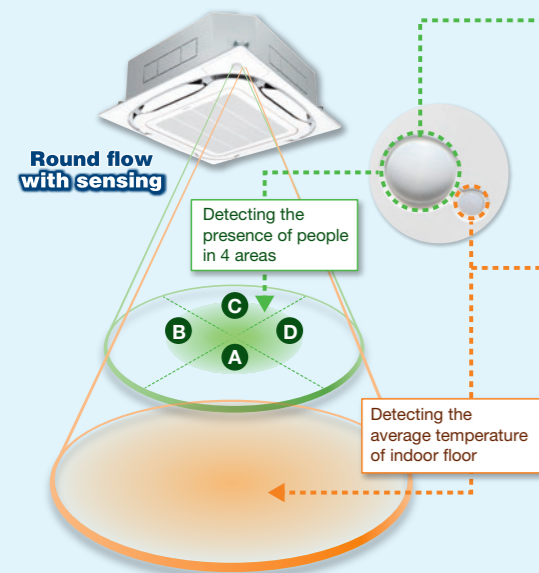 Round flow
with sensing
Detecting the
presence of people
in 4 areas
C
B
D
A
Detecting the
average temperature
of indoor floor